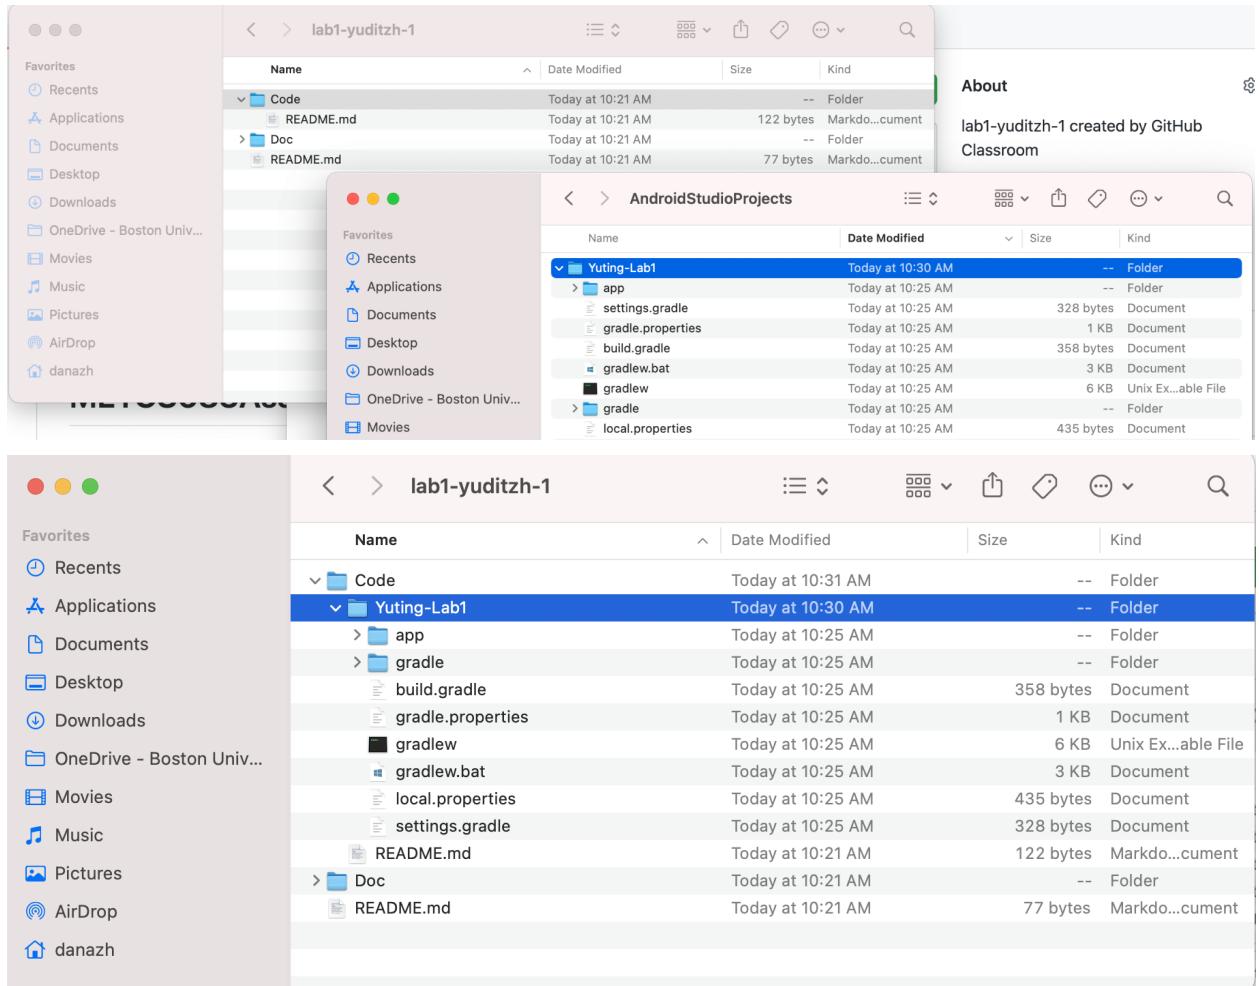 lab1-yuditzh-1
Favorites
Recents
Applications
Documents
Desktop
Downloads
OneDrive - Boston Univ...
Movies
Music
Pictures
AirDrop
danazh
Name Date Modified Size Kind
Code Today at 10:21 AM -- Folder
README.md Today at 10:21 AM 122 bytes Markdo...cument
Doc Today at 10:21 AM -- Folder
README.md Today at 10:21 AM 77 bytes Markdo...cument
About
lab1-yuditzh-1 created by GitHub
Classroom
AndroidStudioProjects
Favorites
Recents
Applications
Documents
Desktop
Downloads
OneDrive - Boston Univ...
Movies
Name Date Modified Size Kind
Yuting-Lab1 Today at 10:30 AM -- Folder
app Today at 10:25 AM -- Folder
settings.gradle Today at 10:25 AM 328 bytes Document
gradle.properties Today at 10:25 AM 1 KB Document
build.gradle Today at 10:25 AM 358 bytes Document
gradlew.bat Today at 10:25 AM 3 KB Document
gradlew Today at 10:25 AM 6 KB Unix Ex...able File
gradle Today at 10:25 AM -- Folder
local.properties Today at 10:25 AM 435 bytes Document
lab1-yuditzh-1
Favorites
Recents
Applications
Documents
Desktop
Downloads
OneDrive - Boston Univ...
Movies
Music
Pictures
AirDrop
danazh
Name Date Modified Size Kind
Code Today at 10:31 AM -- Folder
Yuting-Lab1 Today at 10:30 AM -- Folder
app Today at 10:25 AM -- Folder
gradle Today at 10:25 AM -- Folder
build.gradle Today at 10:25 AM 358 bytes Document
gradle.properties Today at 10:25 AM 1 KB Document
gradlew Today at 10:25 AM 6 KB Unix Ex...able File
gradlew.bat Today at 10:25 AM 3 KB Document
local.properties Today at 10:25 AM 435 bytes Document
settings.gradle Today at 10:25 AM 328 bytes Document
README.md Today at 10:21 AM 122 bytes Markdo...cument
Doc Today at 10:21 AM -- Folder
README.md Today at 10:21 AM 77 bytes Markdo...cument